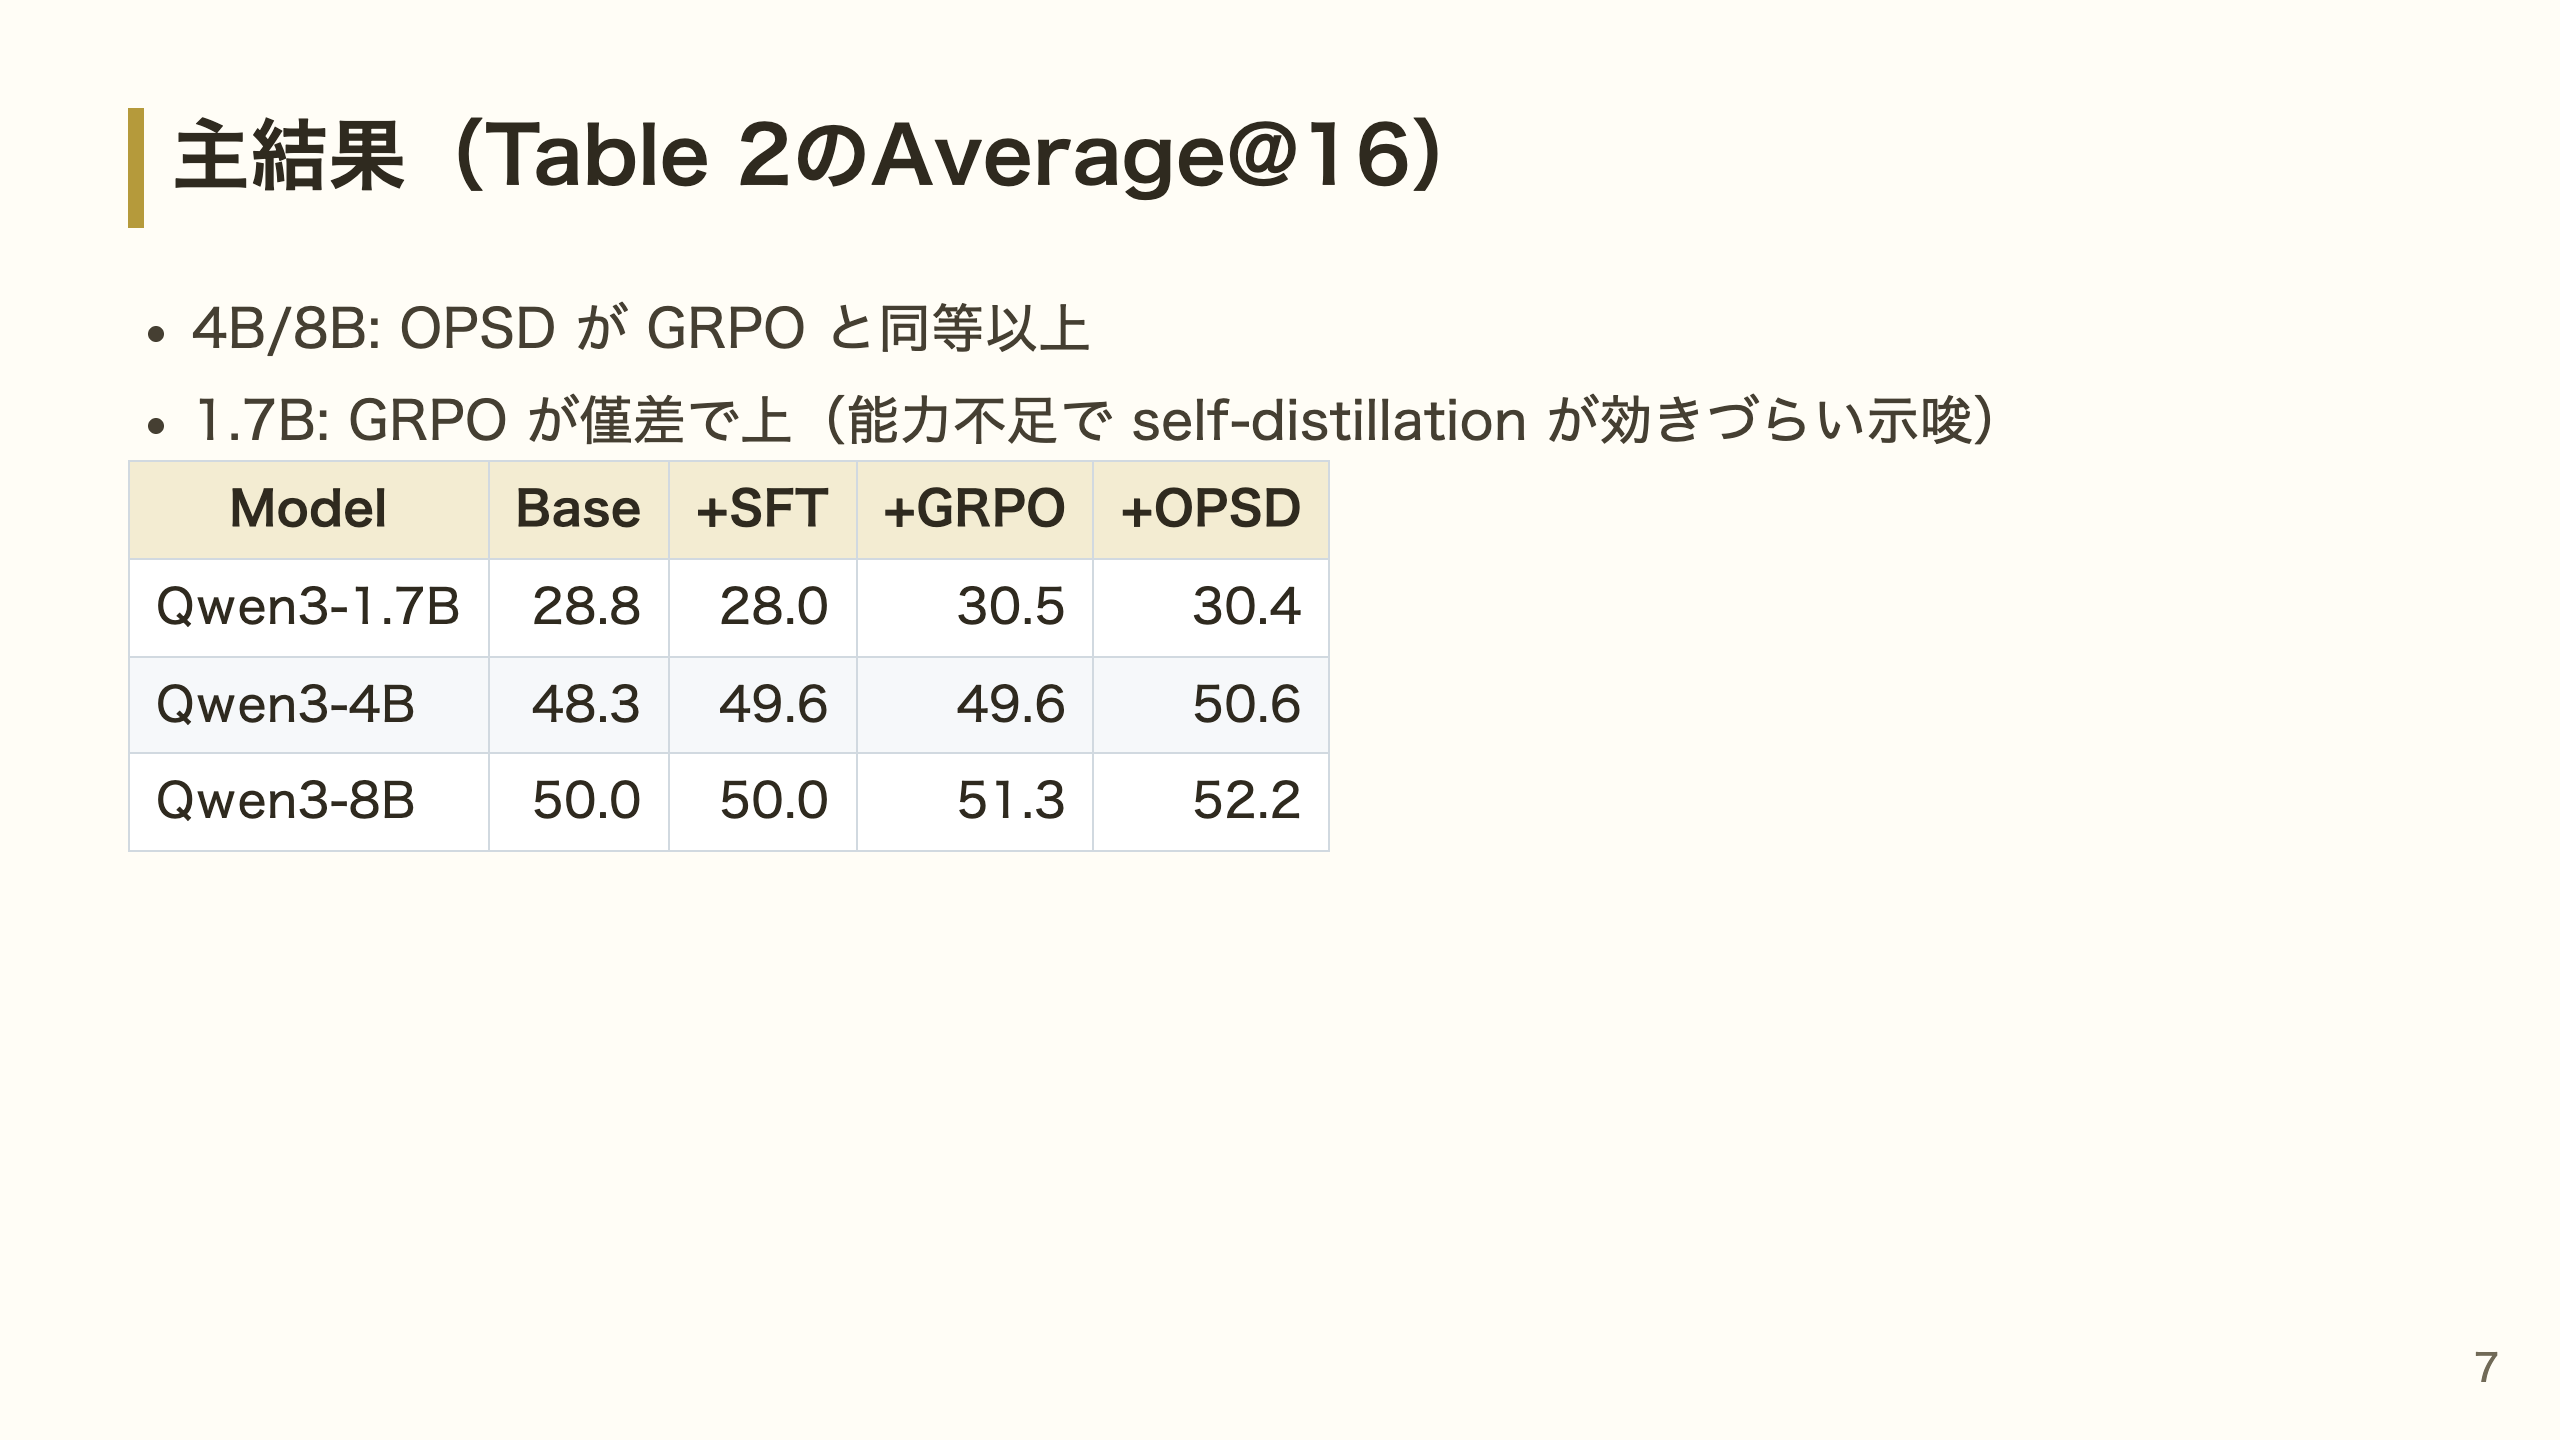 主結果（Table 2のAverage@16）
• 4B/8B: OPSD が GRPO と同等以上
• 1.7B: GRPO が僅差で上（能力不足で self-distillation が効きづらい示唆）
Model Base +SFT +GRPO +OPSD
Qwen3-1.7B 28.8 28.0 30.5 30.4
Qwen3-4B 48.3 49.6 49.6 50.6
Qwen3-8B 50.0 50.0 51.3 52.2
7